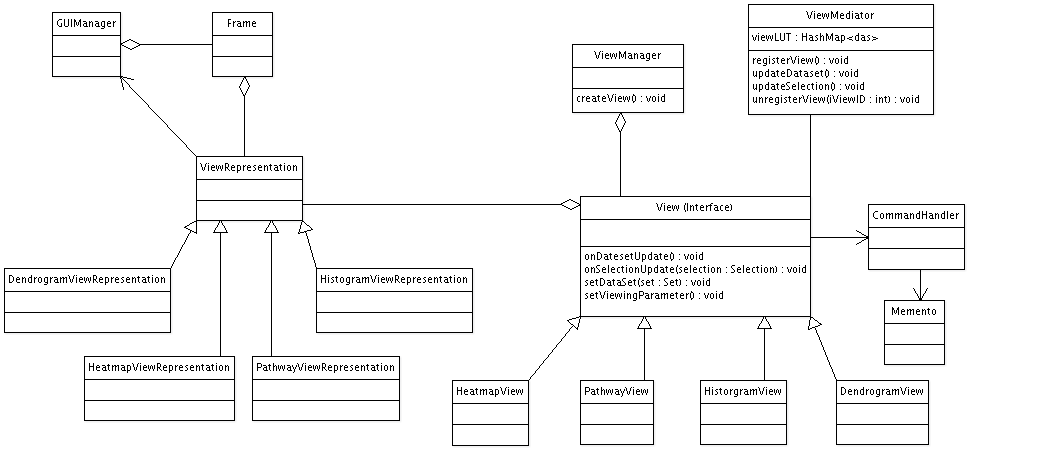 GUIManager
Frame
ViewManager
createView() : void
ViewMediator
viewLUT : HashMap<das>
registerView() : void
updateDataset() : void
updateSelection() : void
unregisterView(iViewID : int) : void
ViewRepresentation
View (Interface)
onDatesetUpdate() : void
onSelectionUpdate(selection : Selection) : void
setDataSet(set : Set) : void
setViewingParameter() : void
CommandHandler
Memento
DendrogramViewRepresentation
HistogramViewRepresentation
HeatmapViewRepresentation
PathwayViewRepresentation
HeatmapView
PathwayView
HistorgramView
DendrogramView